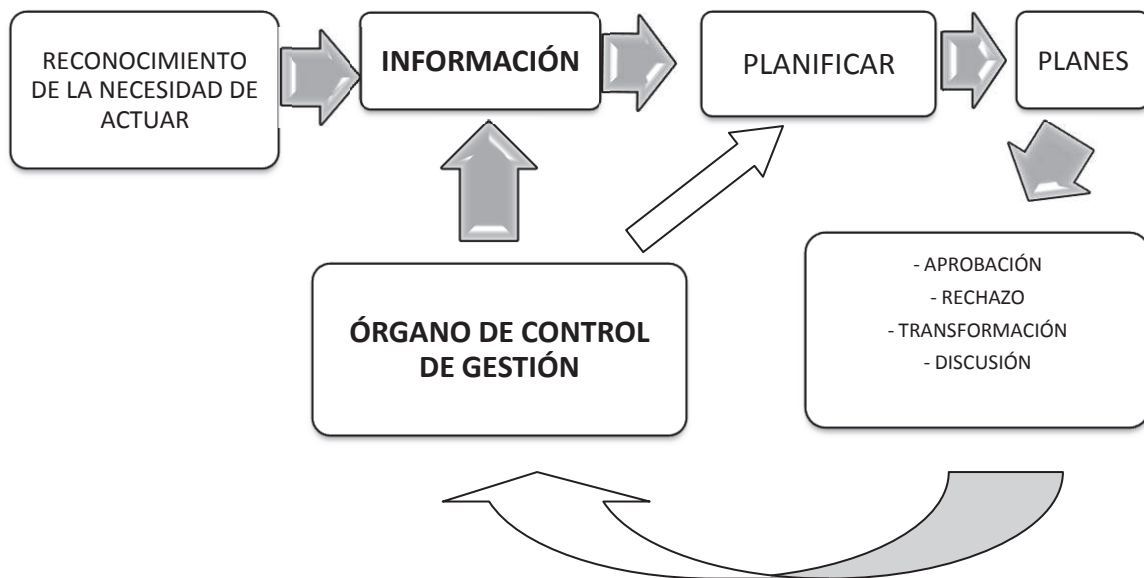 RECONOCIMIENTO
DE LA NECESIDAD DE
ACTUAR
INFORMACIÓN
PLANIFICAR
PLANES
ÓRGANO DE CONTROL
DE GESTIÓN
- APROBACIÓN
- RECHAZO
- TRANSFORMACIÓN
- DISCUSIÓN